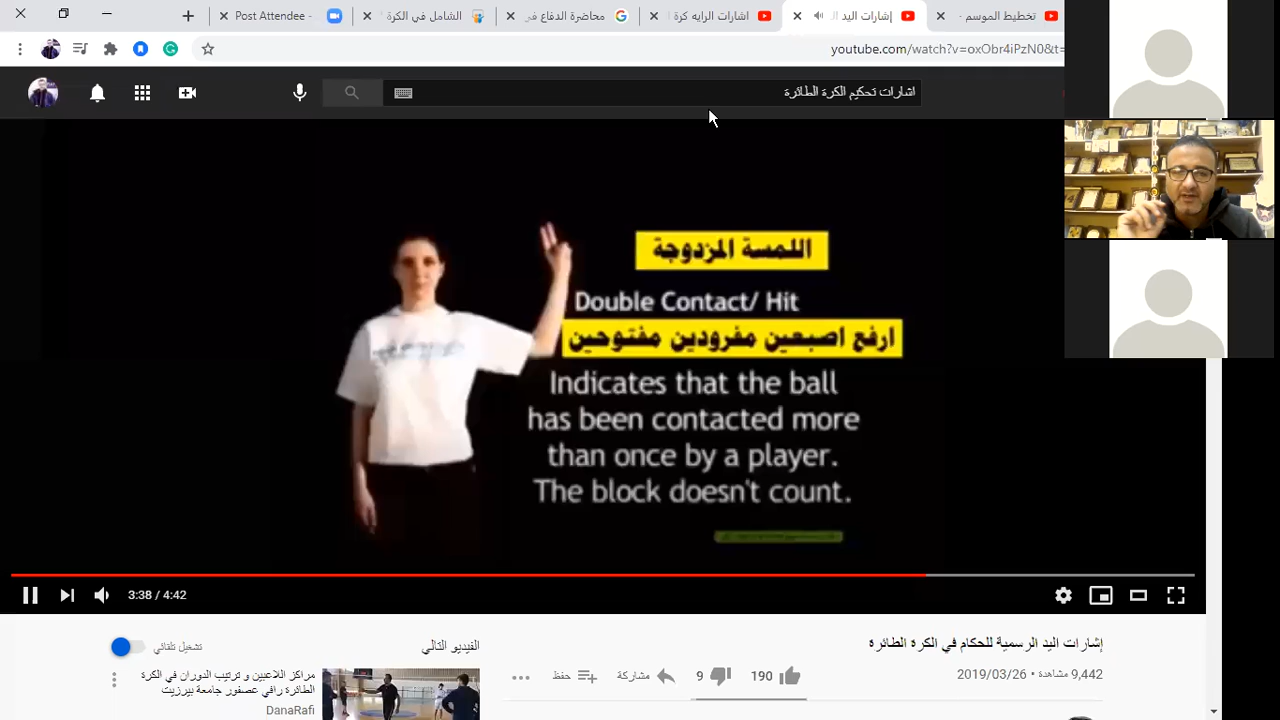 Post Attendee -
الشامل في الكرة ا
محاضرة الدفاع في
اشارات الرايه كرة ا
إشارات اليد الـ
تخطيط الموسم -
youtube.com/watch?v=oxObr4iPzN0&t=
اشارات تحكيم الكرة الطائرة
اللمسة المزدوجة
Double Contact/ Hit
ارفع اصبعين مفرودين مفتوحين
Indicates that the ball
has been contacted more
than once by a player.
The block doesn't count.
3:38 / 4:42
إشارات اليد الرسمية للحكام في الكرة الطائرة
9,442 مشاهدة • 2019/03/26
190
9
مشاركة
حفظ
الفيديو التالي
تشغيل تلقائي
مراكز اللاعبين و ترتيب الدوران في الكرة
الطائرة رافي عصفور جامعة بيرزيت
DanaRafi